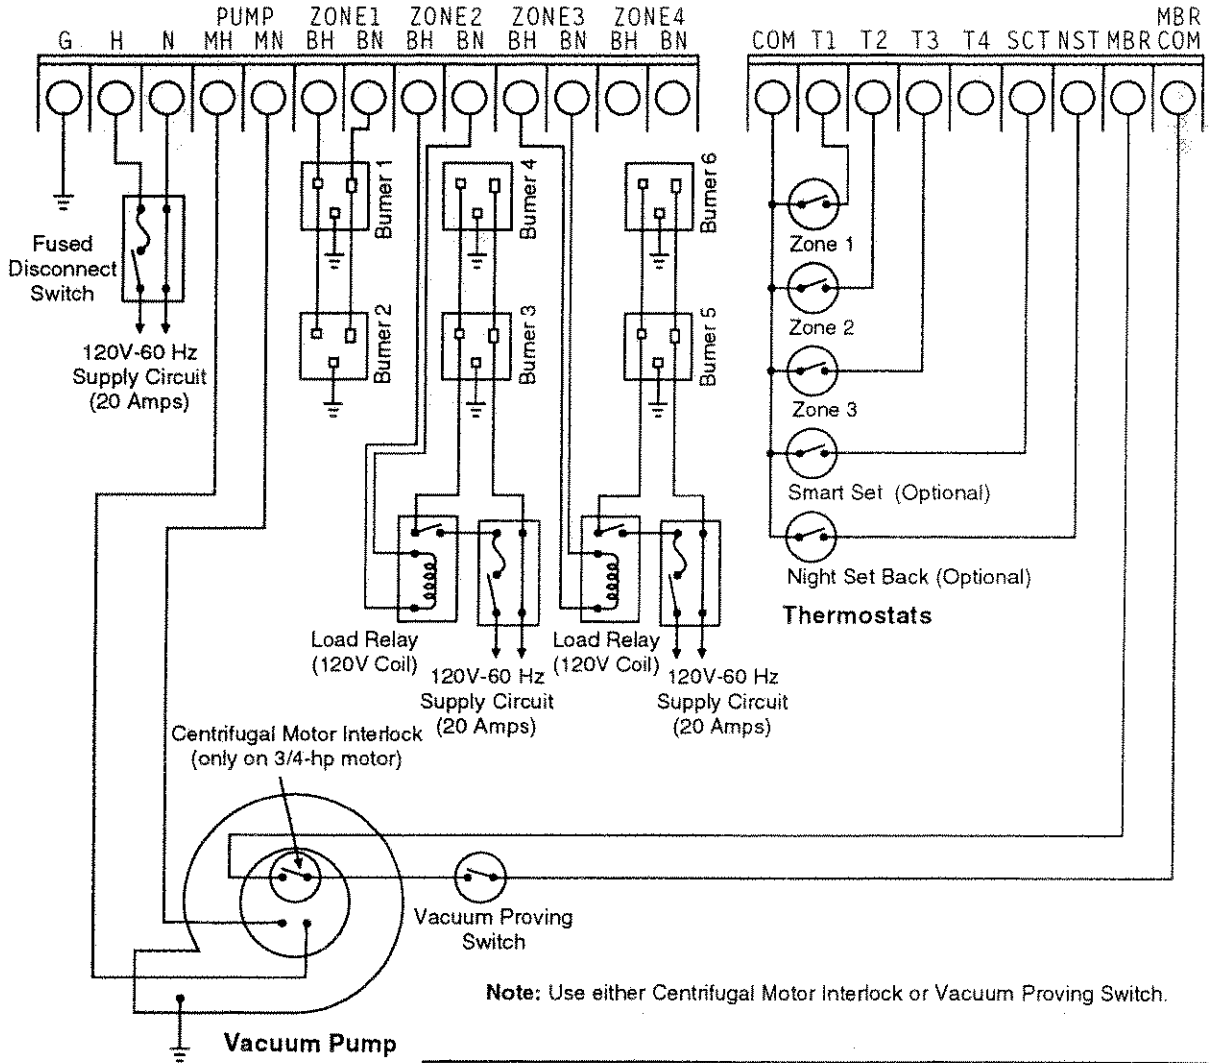 PUMP ZONE1 ZONE2 ZONE3 ZONE4 MBR
G H N MH MN BH BN BH BN BH BN BH BN COM T1 T2 T3 T4 SCT NST MBR COM
Burner 1
Burner 4
Burner 6
Fused
Disconnect
Switch
Burner 2
Burner 3
Burner 5
Zone 1
Zone 2
Zone 3
Smart Set (Optional)
Night Set Back (Optional)
Thermostats
120V-60 Hz
Supply Circuit
(20 Amps)
Load Relay
(120V Coil)
120V-60 Hz
Supply Circuit
(20 Amps)
Load Relay
(120V Coil)
120V-60 Hz
Supply Circuit
(20 Amps)
Centrifugal Motor Interlock
(only on 3/4-hp motor)
Vacuum Proving
Switch
Note: Use either Centrifugal Motor Interlock or Vacuum Proving Switch.
Vacuum Pump